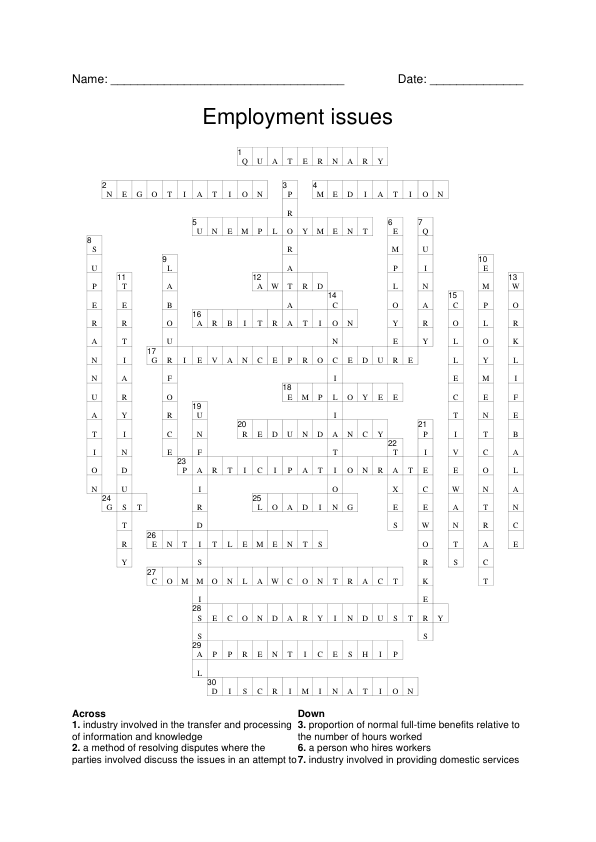 Name: ___________________________________
Date: ______________
Employment issues
1 QUATERNARY
2 NEGOTIATION
3 PRORATA
4 MEDIATION
5 UNEMPLOYMENT
6 EMPLOYER
7 QUINARY
8 SUPERANNUATION
9 LABOURFORCE
10 EMPLOYMENTCONTRACT
11 TERTIARYINDUSTRY
12 AWTRD
13 WORKLIFEBALANCE
14 CONCILIATION
15 COLLECTIVEWANTS
16 ARBITRATION
17 GRIEVANCEPROCEDURE
18 EMPLOYEE
19 UNFAIRDISMISSAL
20 REDUNDANCY
21 PIECEWORKERS
22 TAXES
23 PARTICIPATIONRATE
24 GST
25 LOADING
26 ENTITLEMENTS
27 COMMONLAWCONTRACT
28 SECONDARYINDUSTRY
29 APPRENTICESHIP
30 DISCRIMINATION
Across
1. industry involved in the transfer and processing
of information and knowledge
2. a method of resolving disputes where the
parties involved discuss the issues in an attempt to
Down
3. proportion of normal full-time benefits relative to
the number of hours worked
6. a person who hires workers
7. industry involved in providing domestic services